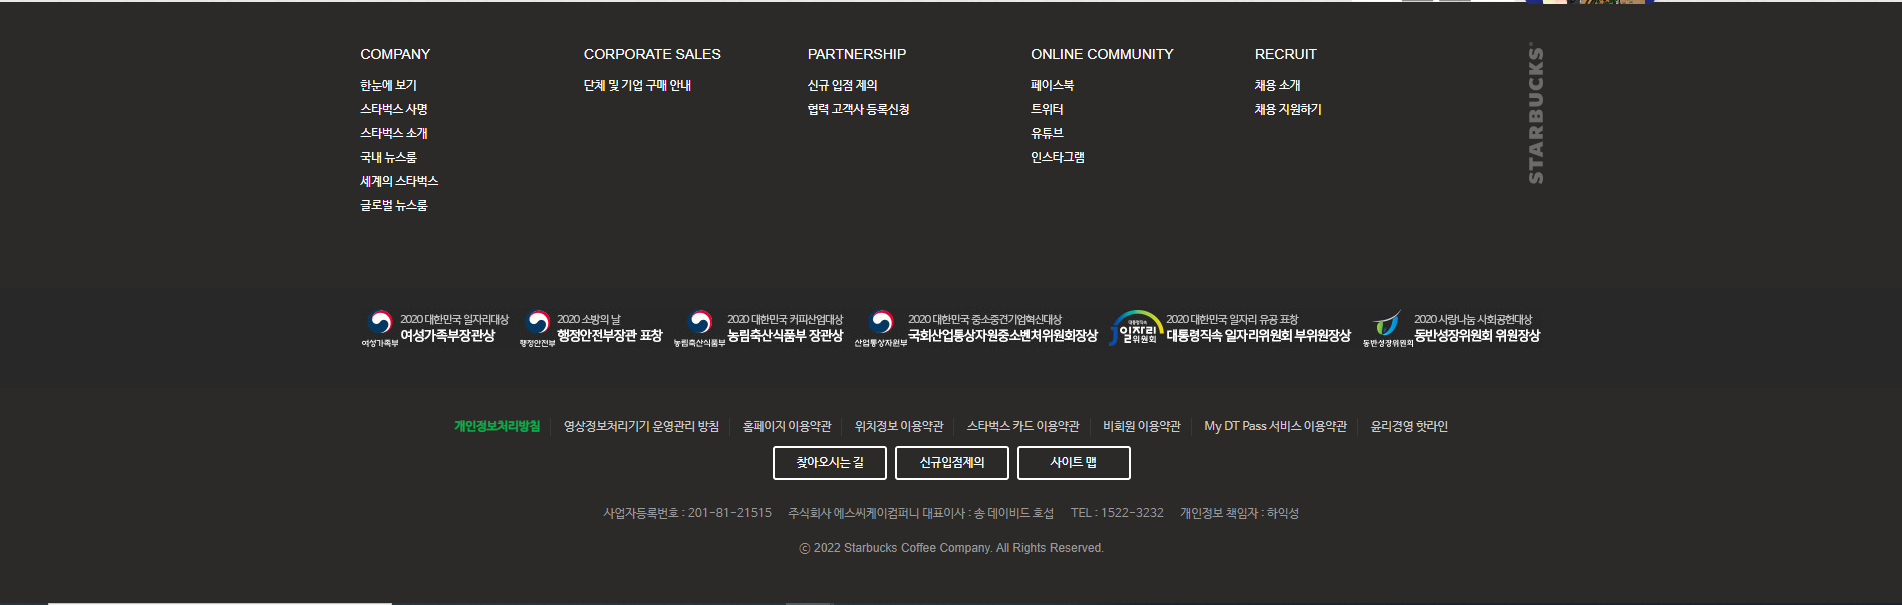 COMPANY
한눈에 보기
스타벅스 사명
스타벅스 소개
국내 뉴스룸
세계의 스타벅스
글로벌 뉴스룸
CORPORATE SALES
단체 및 기업 구매 안내
PARTNERSHIP
신규 입점 제의
협력 고객사 등록신청
ONLINE COMMUNITY
페이스북
트위터
유튜브
인스타그램
RECRUIT
채용 소개
채용 지원하기
STARBUCKS
여성가족부
2020 대한민국 일자리대상
여성가족부장관상
행정안전부
2020 소방의 날
행정안전부장관 표창
농림축산식품부
2020 대한민국 커피산업대상
농림축산식품부 장관상
산업통상자원부
2020 대한민국 중소중견기업혁신대상
국회산업통상자원중소벤처위원회장상
대통령직속
일자리
위원회
2020 대한민국 일자리 유공 표창
대통령직속 일자리위원회 부위원장상
동반성장위원회
2020 사랑나눔 사회공헌대상
동반성장위원회 위원장상
개인정보처리방침 영상정보처리기기 운영관리 방침 홈페이지 이용약관 위치정보 이용약관 스타벅스 카드 이용약관 비회원 이용약관 My DT Pass 서비스 이용약관 윤리경영 핫라인
찾아오시는 길 신규입점제의 사이트 맵
사업자등록번호 : 201-81-21515 주식회사 에스씨케이컴퍼니 대표이사 : 송 데이비드 호섭 TEL : 1522-3232 개인정보 책임자 : 하익성
ⓒ 2022 Starbucks Coffee Company. All Rights Reserved.